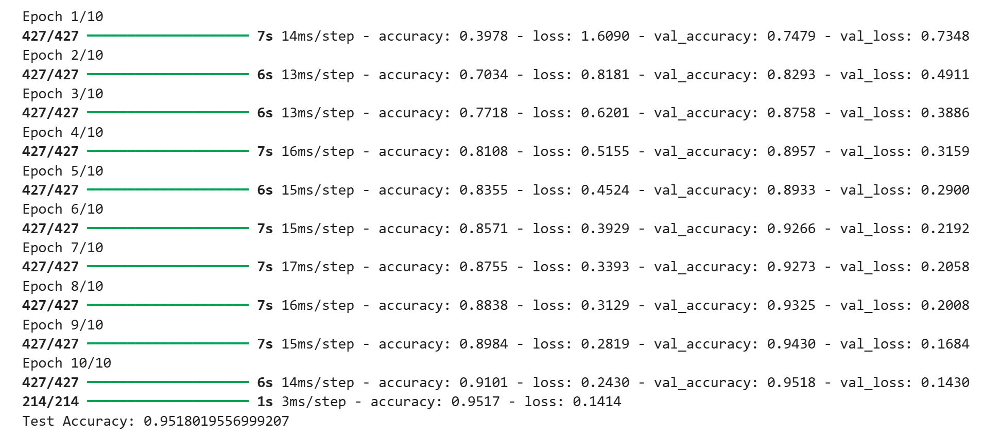 Epoch 1/10
427/427 ━━━━━━━━━━━━━━━━━━━━ 7s 14ms/step - accuracy: 0.3978 - loss: 1.6090 - val_accuracy: 0.7479 - val_loss: 0.7348
Epoch 2/10
427/427 ━━━━━━━━━━━━━━━━━━━━ 6s 13ms/step - accuracy: 0.7034 - loss: 0.8181 - val_accuracy: 0.8293 - val_loss: 0.4911
Epoch 3/10
427/427 ━━━━━━━━━━━━━━━━━━━━ 6s 13ms/step - accuracy: 0.7718 - loss: 0.6201 - val_accuracy: 0.8758 - val_loss: 0.3886
Epoch 4/10
427/427 ━━━━━━━━━━━━━━━━━━━━ 7s 16ms/step - accuracy: 0.8108 - loss: 0.5155 - val_accuracy: 0.8957 - val_loss: 0.3159
Epoch 5/10
427/427 ━━━━━━━━━━━━━━━━━━━━ 6s 15ms/step - accuracy: 0.8355 - loss: 0.4524 - val_accuracy: 0.8933 - val_loss: 0.2900
Epoch 6/10
427/427 ━━━━━━━━━━━━━━━━━━━━ 7s 15ms/step - accuracy: 0.8571 - loss: 0.3929 - val_accuracy: 0.9266 - val_loss: 0.2192
Epoch 7/10
427/427 ━━━━━━━━━━━━━━━━━━━━ 7s 17ms/step - accuracy: 0.8755 - loss: 0.3393 - val_accuracy: 0.9273 - val_loss: 0.2058
Epoch 8/10
427/427 ━━━━━━━━━━━━━━━━━━━━ 7s 16ms/step - accuracy: 0.8838 - loss: 0.3129 - val_accuracy: 0.9325 - val_loss: 0.2008
Epoch 9/10
427/427 ━━━━━━━━━━━━━━━━━━━━ 7s 15ms/step - accuracy: 0.8984 - loss: 0.2819 - val_accuracy: 0.9430 - val_loss: 0.1684
Epoch 10/10
427/427 ━━━━━━━━━━━━━━━━━━━━ 6s 14ms/step - accuracy: 0.9101 - loss: 0.2430 - val_accuracy: 0.9518 - val_loss: 0.1430
214/214 ━━━━━━━━━━━━━━━━━━━━ 1s 3ms/step - accuracy: 0.9517 - loss: 0.1414
Test Accuracy: 0.9518019556999207